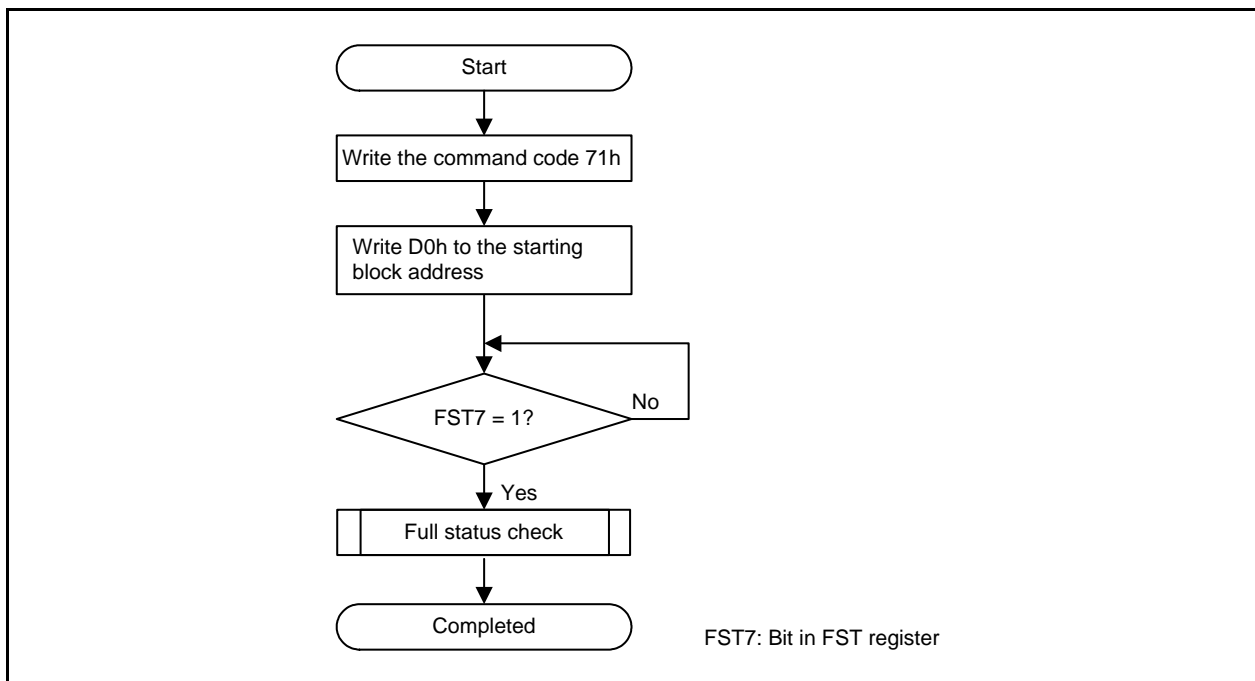 Start
Write the command code 71h
Write D0h to the starting
block address
FST7 = 1?
No
Yes
Full status check
Completed
FST7: Bit in FST register